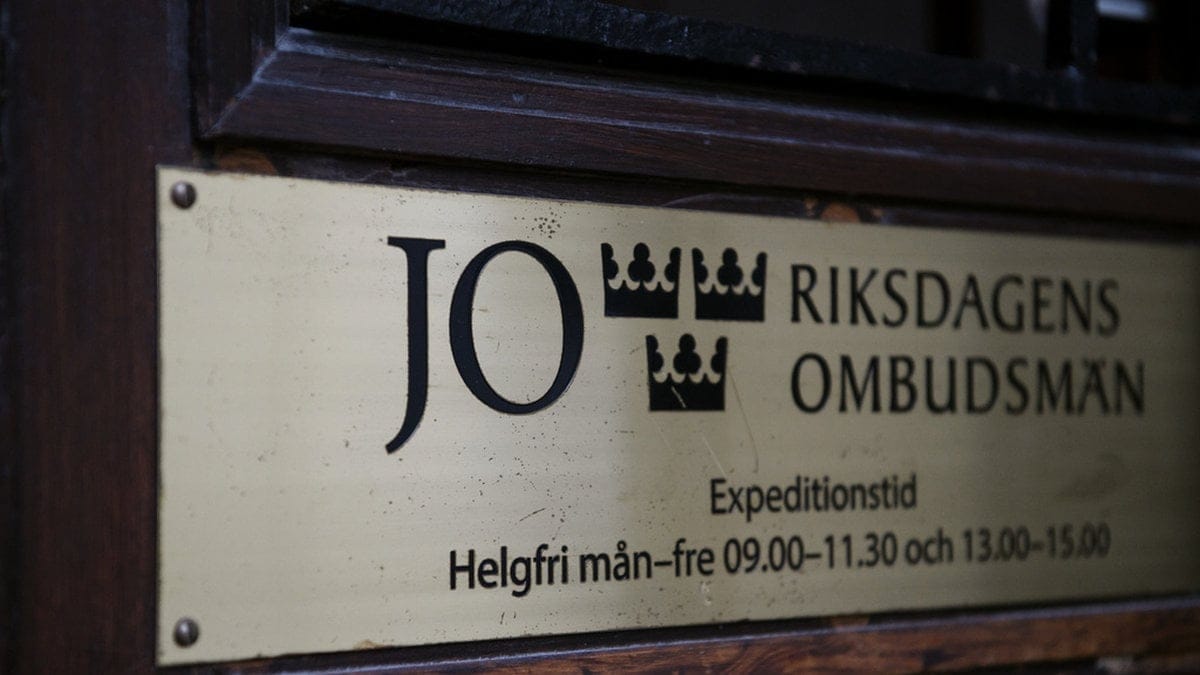 JO
RIKSDAGENS
OMBUDSMÄN
Expeditionstid
Helgfri mån–fre 09.00–11.30 och 13.00–15.00